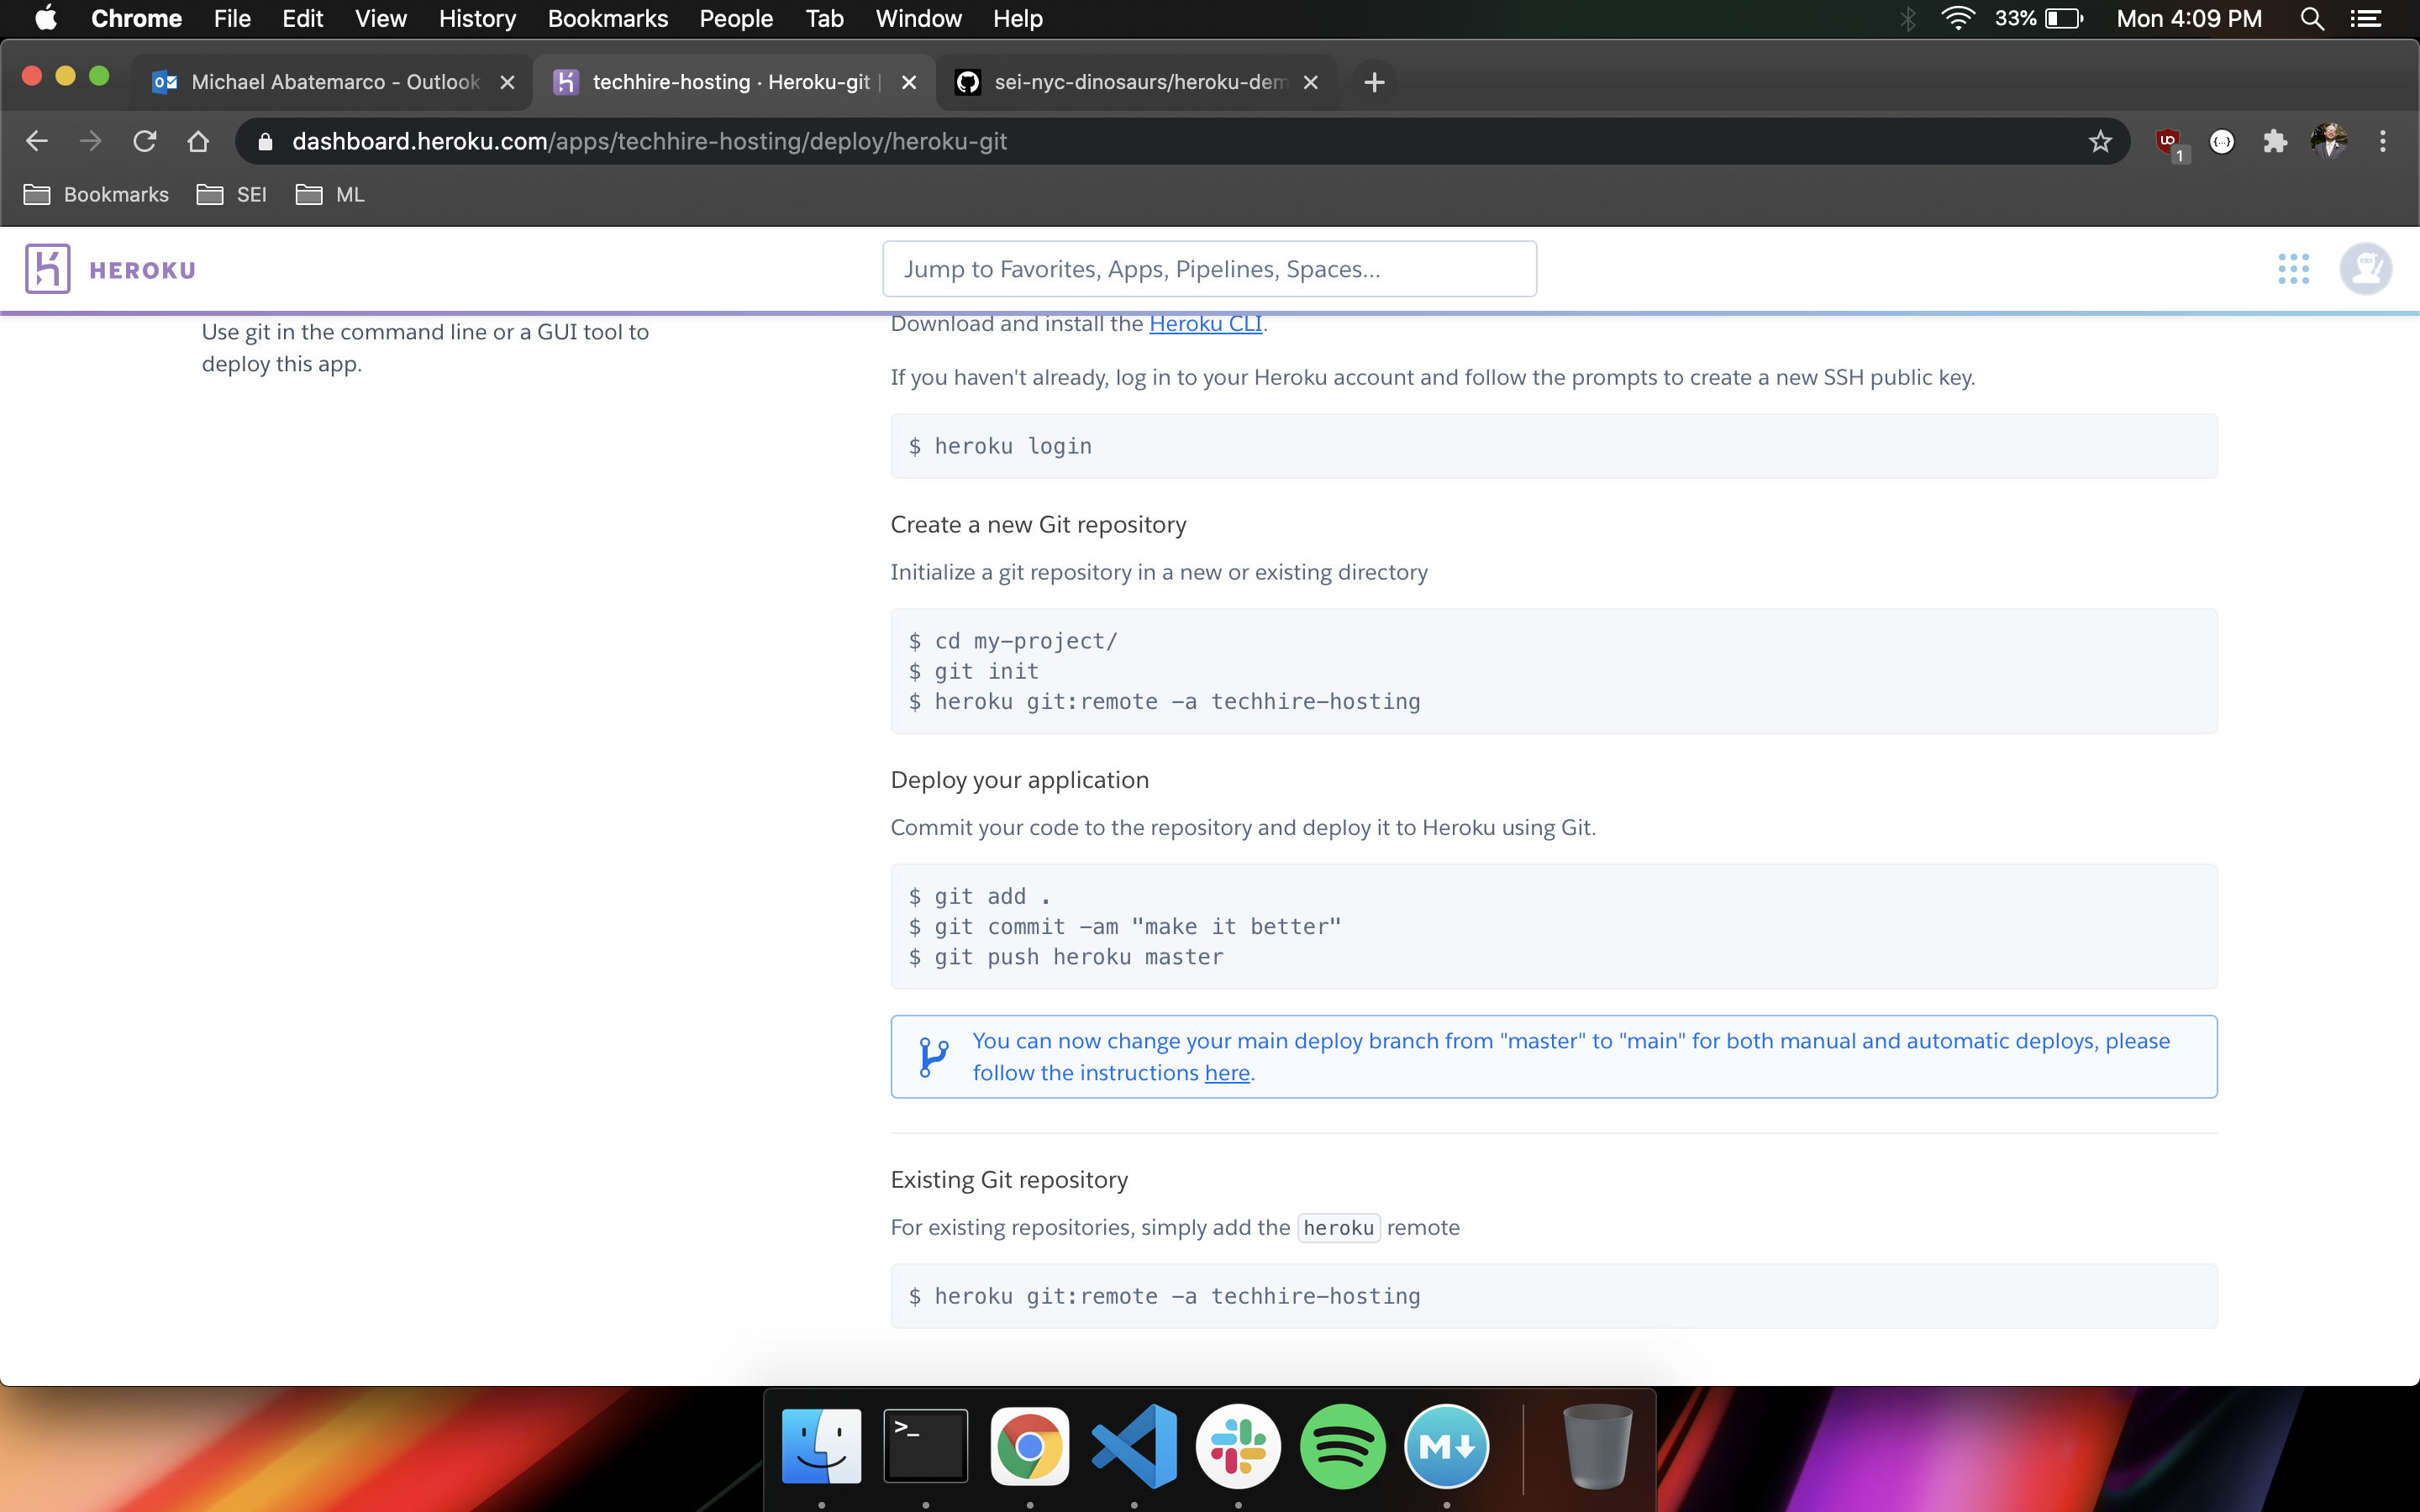 Chrome File Edit View History Bookmarks People Tab Window Help 33% Mon 4:09 PM
Michael Abatemarco - Outlook techhire-hosting · Heroku-git | sei-nyc-dinosaurs/heroku-dem
dashboard.heroku.com/apps/techhire-hosting/deploy/heroku-git
UO 1
Bookmarks SEI ML
HEROKU
Jump to Favorites, Apps, Pipelines, Spaces...
Use git in the command line or a GUI tool to
deploy this app.
Download and install the Heroku CLI.
If you haven't already, log in to your Heroku account and follow the prompts to create a new SSH public key.
$ heroku login
Create a new Git repository
Initialize a git repository in a new or existing directory
$ cd my-project/
$ git init
$ heroku git:remote -a techhire-hosting
Deploy your application
Commit your code to the repository and deploy it to Heroku using Git.
$ git add .
$ git commit -am "make it better"
$ git push heroku master
You can now change your main deploy branch from "master" to "main" for both manual and automatic deploys, please
follow the instructions here.
Existing Git repository
For existing repositories, simply add the heroku remote
$ heroku git:remote -a techhire-hosting